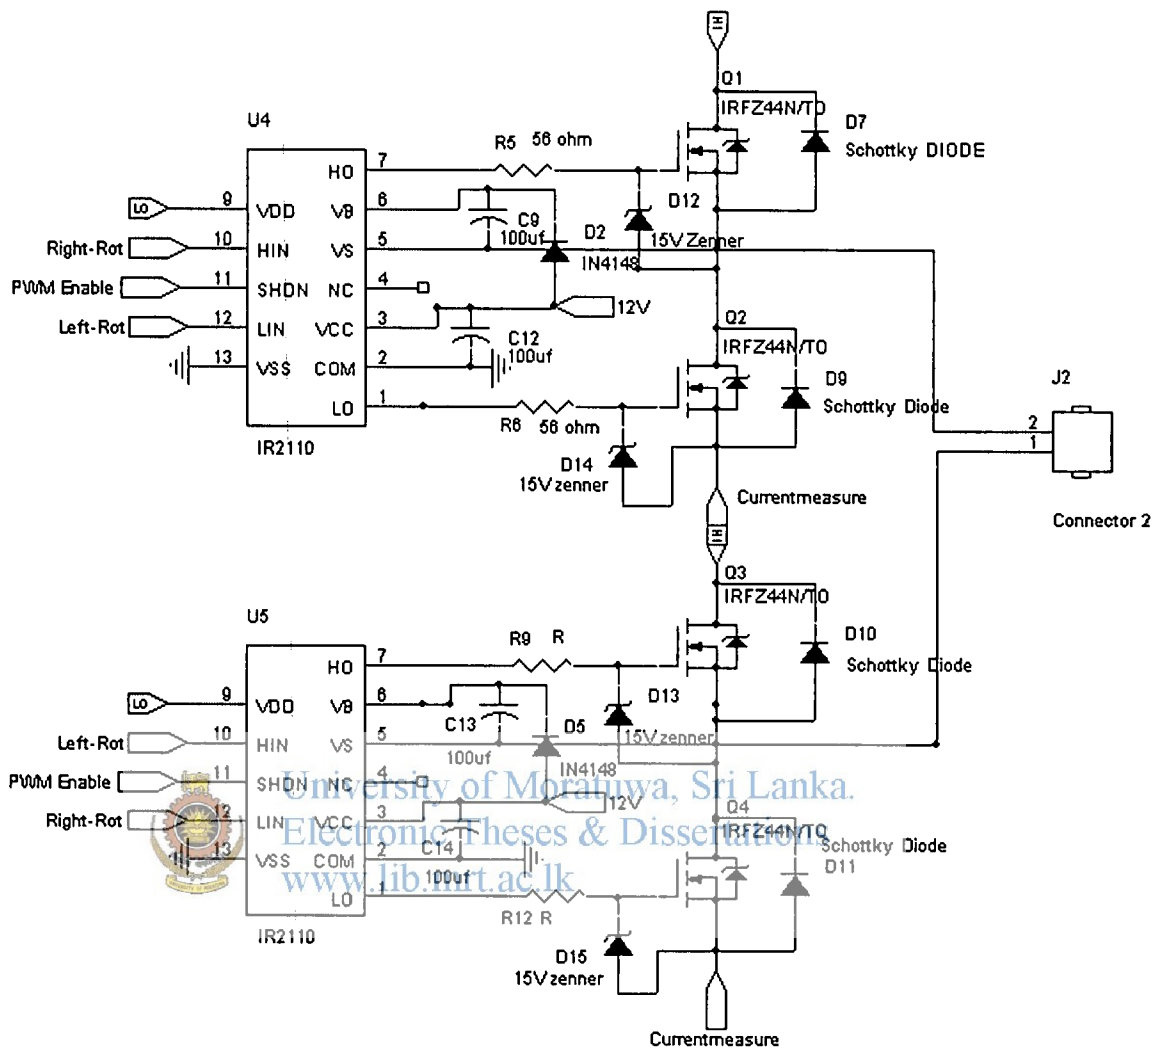 IH
Q1
IRFZ44N/TO
D7
Schottky DIODE
U4
R5 56 ohm
7
HO
D12
15V Zenner
LO 9 VDD
VB 6
C9
100uf
D2
IN4148
Right-Rot 10 HIN
VS 5
PWM Enable 11 SHDN
NC 4
12V
Left-Rot 12 LIN
VCC 3
C12
100uf
13 VSS
COM 2
LO 1
IR2110
R6 56 ohm
Q2
IRFZ44N/TO
D9
Schottky Diode
D14
15V zenner
J2
2
1
Connector 2
Currentmeasure
IH
Q3
IRFZ44N/TO
D10
Schottky Diode
U5
R9 R
7
HO
D13
15V zenner
LO 9 VDD
VB 6
C13
100uf
D5
IN4148
Left-Rot 10 HIN
VS 5
PWM Enable 11 SHDN
NC 4
12V
Right-Rot 12 LIN
VCC 3
C14
100uf
13 VSS
COM 2
LO 1
IR2110
R12 R
Q4
IRFZ44N/TO
Schottky Diode
D11
D15
15V zenner
Currentmeasure
University of Moratuwa, Sri Lanka.
Electronic Theses & Dissertations
www.lib.mrt.ac.lk